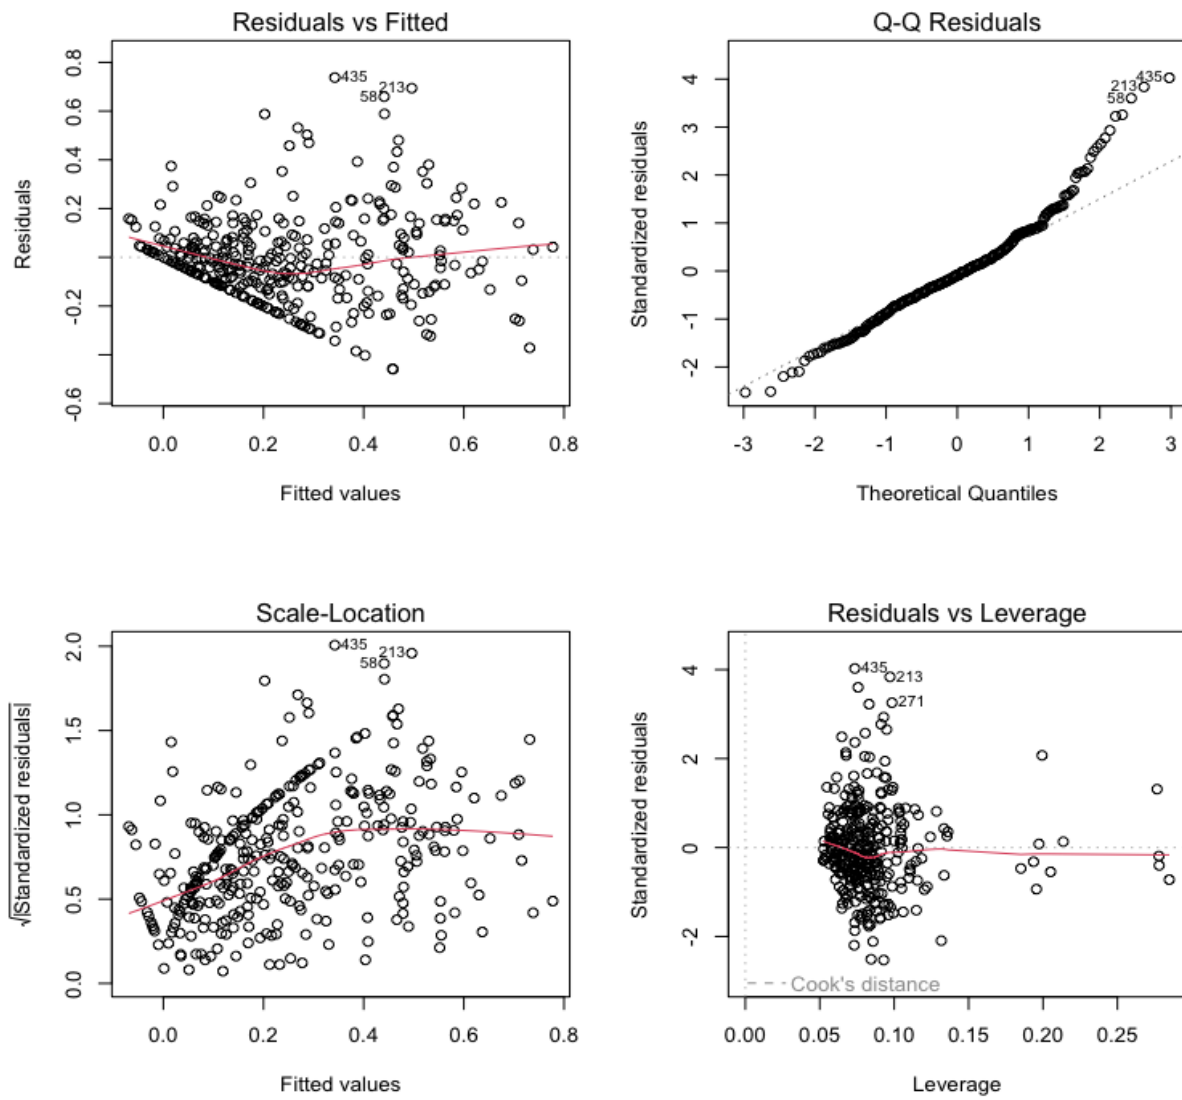 Residuals vs Fitted
Residuals
-0.6 -0.2 0.2 0.4 0.6 0.8
435
213
58
0.0 0.2 0.4 0.6 0.8
Fitted values
Q-Q Residuals
Standardized residuals
-2 -1 0 1 2 3 4
435
213
58
-3 -2 -1 0 1 2 3
Theoretical Quantiles
Scale-Location
√|Standardized residuals|
0.0 0.5 1.0 1.5 2.0
435
213
58
0.0 0.2 0.4 0.6 0.8
Fitted values
Residuals vs Leverage
Standardized residuals
-2 0 2 4
435
213
271
Cook's distance
0.00 0.05 0.10 0.15 0.20 0.25
Leverage